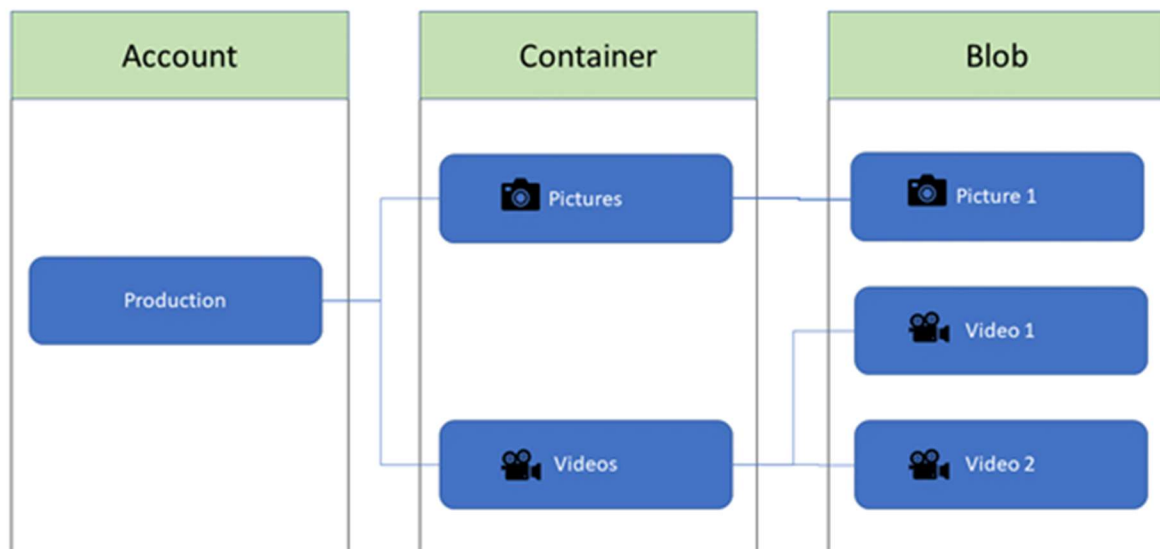 Account
Container
Blob
Production
Pictures
Videos
Picture 1
Video 1
Video 2